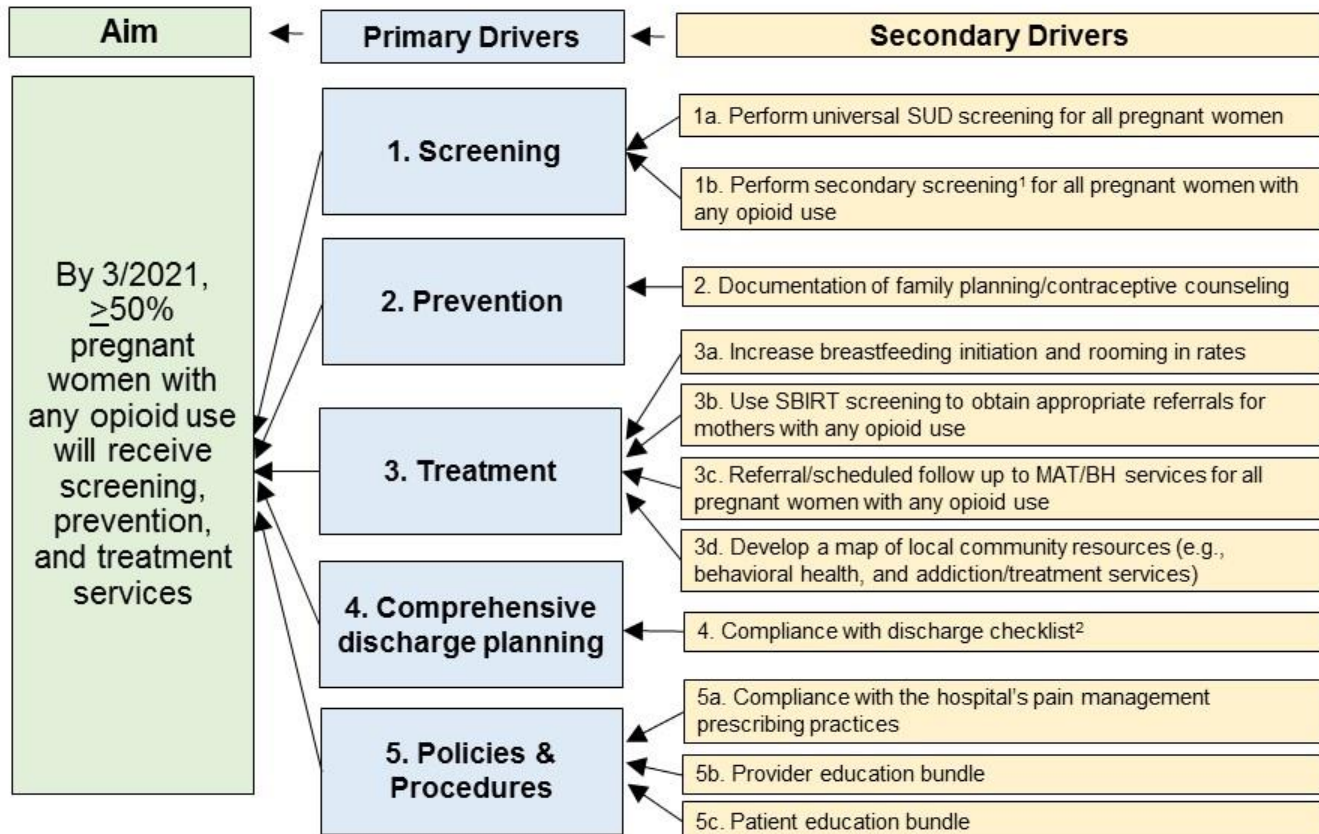 Aim
Primary Drivers
Secondary Drivers
By 3/2021,
≥50%
pregnant
women with
any opioid use
will receive
screening,
prevention,
and treatment
services
1. Screening
1a. Perform universal SUD screening for all pregnant women
1b. Perform secondary screening¹ for all pregnant women with
any opioid use
2. Prevention
2. Documentation of family planning/contraceptive counseling
3. Treatment
3a. Increase breastfeeding initiation and rooming in rates
3b. Use SBIRT screening to obtain appropriate referrals for
mothers with any opioid use
3c. Referral/scheduled follow up to MAT/BH services for all
pregnant women with any opioid use
3d. Develop a map of local community resources (e.g.,
behavioral health, and addiction/treatment services)
4. Comprehensive
discharge planning
4. Compliance with discharge checklist²
5. Policies &
Procedures
5a. Compliance with the hospital's pain management
prescribing practices
5b. Provider education bundle
5c. Patient education bundle